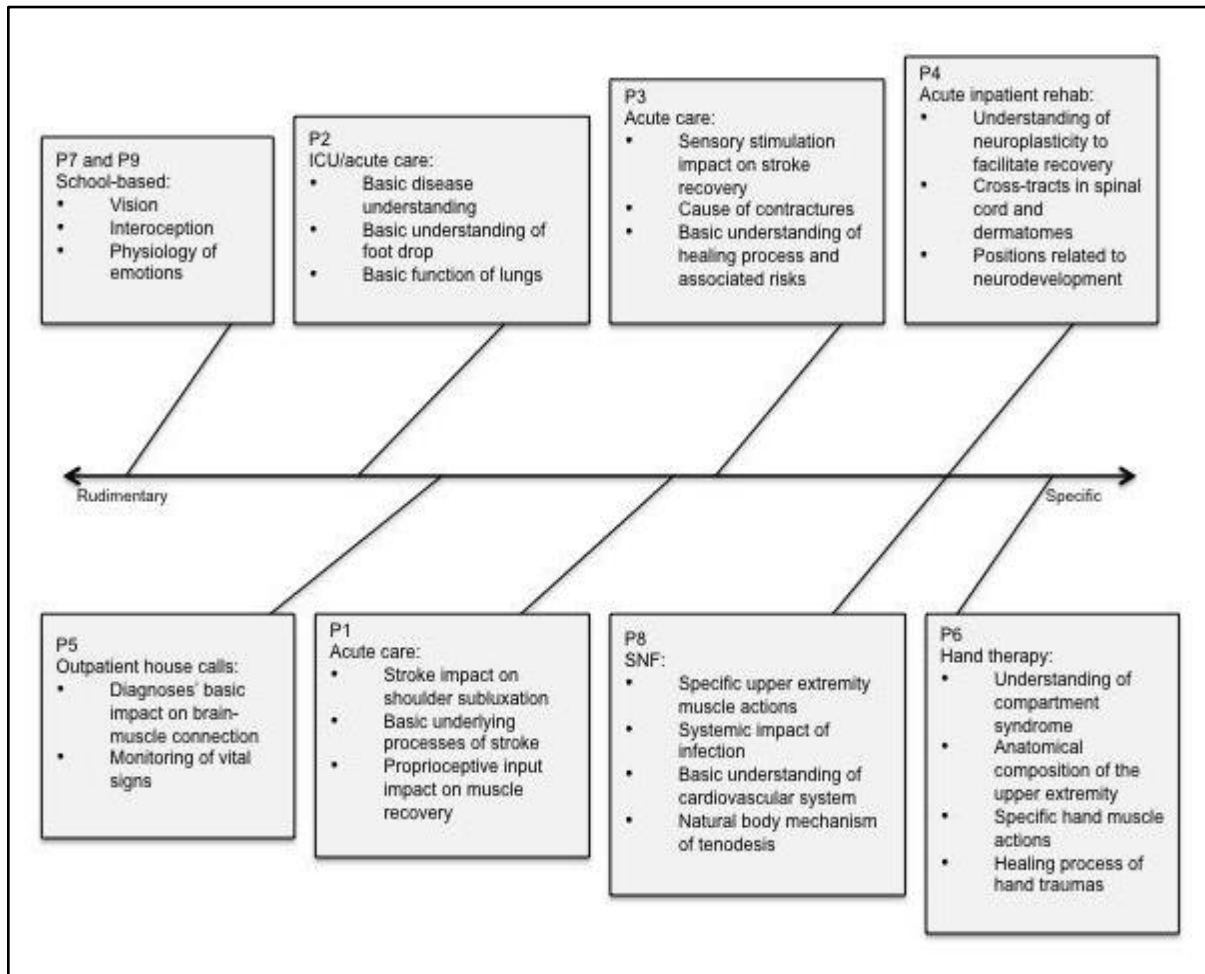 P7 and P9
School-based:
• Vision
• Interoception
• Physiology of
emotions
P2
ICU/acute care:
• Basic disease
understanding
• Basic understanding of
foot drop
• Basic function of lungs
P3
Acute care:
• Sensory stimulation
impact on stroke
recovery
• Cause of contractures
• Basic understanding of
healing process and
associated risks
P4
Acute inpatient rehab:
• Understanding of
neuroplasticity to
facilitate recovery
• Cross-tracts in spinal
cord and
dermatomes
• Positions related to
neurodevelopment
Rudimentary
Specific
P5
Outpatient house calls:
• Diagnoses’ basic
impact on brain-
muscle connection
• Monitoring of vital
signs
P1
Acute care:
• Stroke impact on
shoulder subluxation
• Basic underlying
processes of stroke
• Proprioceptive input
impact on muscle
recovery
P8
SNF:
• Specific upper extremity
muscle actions
• Systemic impact of
infection
• Basic understanding of
cardiovascular system
• Natural body mechanism
of tenodesis
P6
Hand therapy:
• Understanding of
compartment
syndrome
• Anatomical
composition of the
upper extremity
• Specific hand muscle
actions
• Healing process of
hand traumas